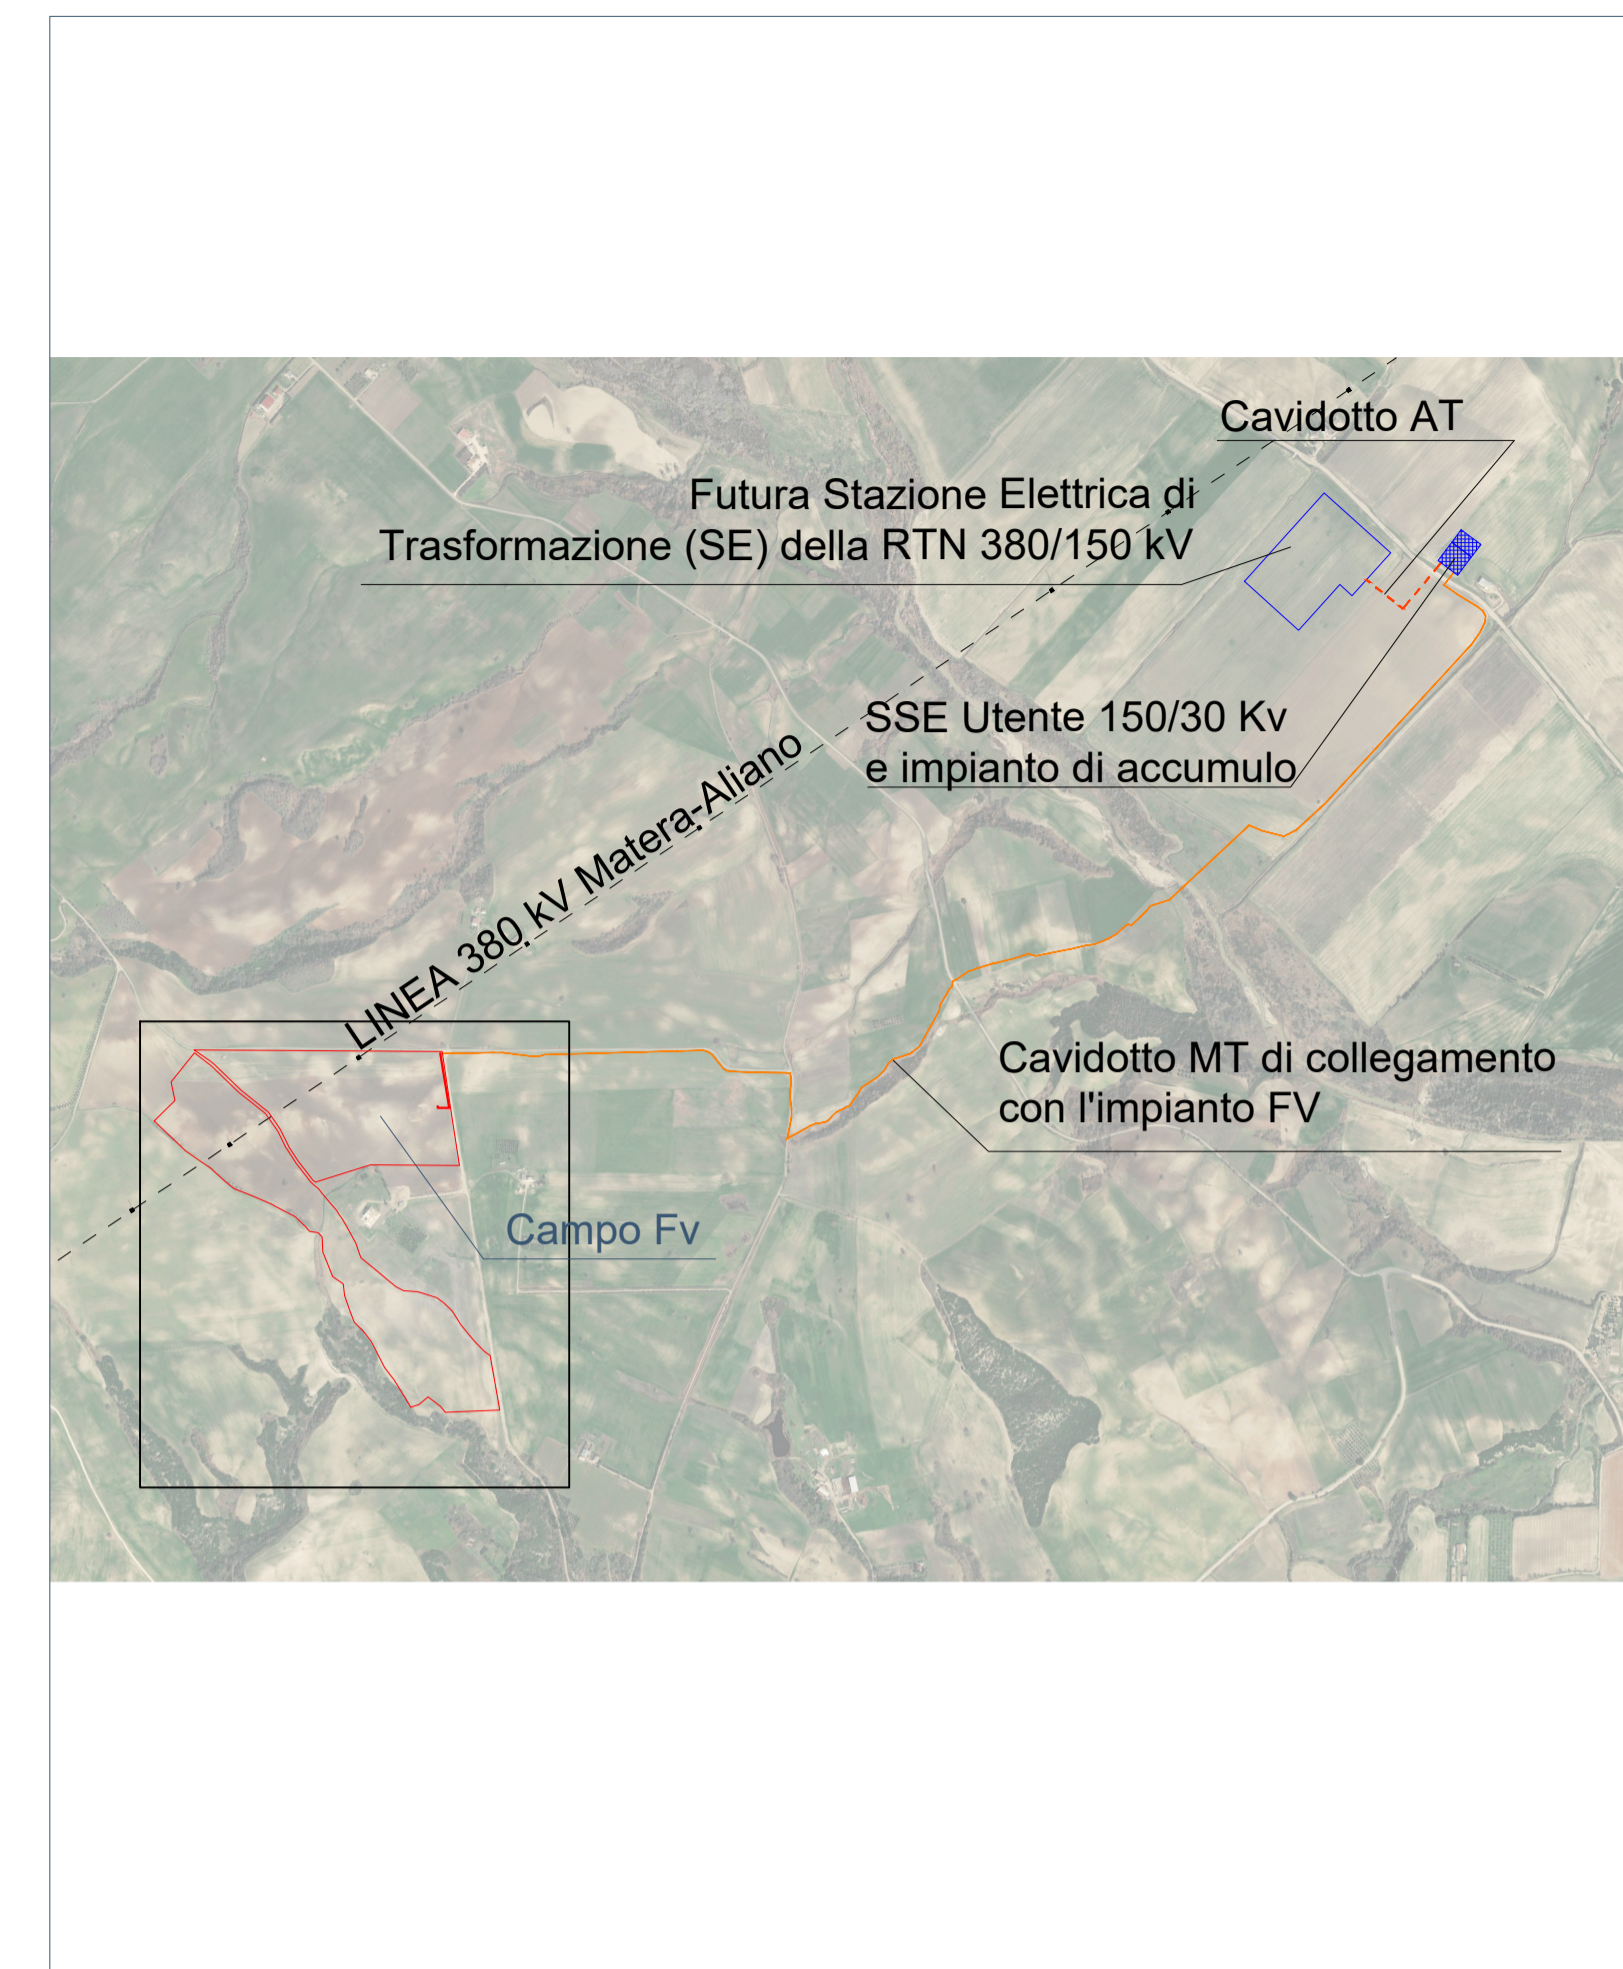 Cavidotto AT
Futura Stazione Elettrica di
Trasformazione (SE) della RTN 380/150 kV
SSE Utente 150/30 Kv
e impianto di accumulo
LINEA 380 kV Matera-Aliano
Cavidotto MT di collegamento
con l'impianto FV
Campo Fv